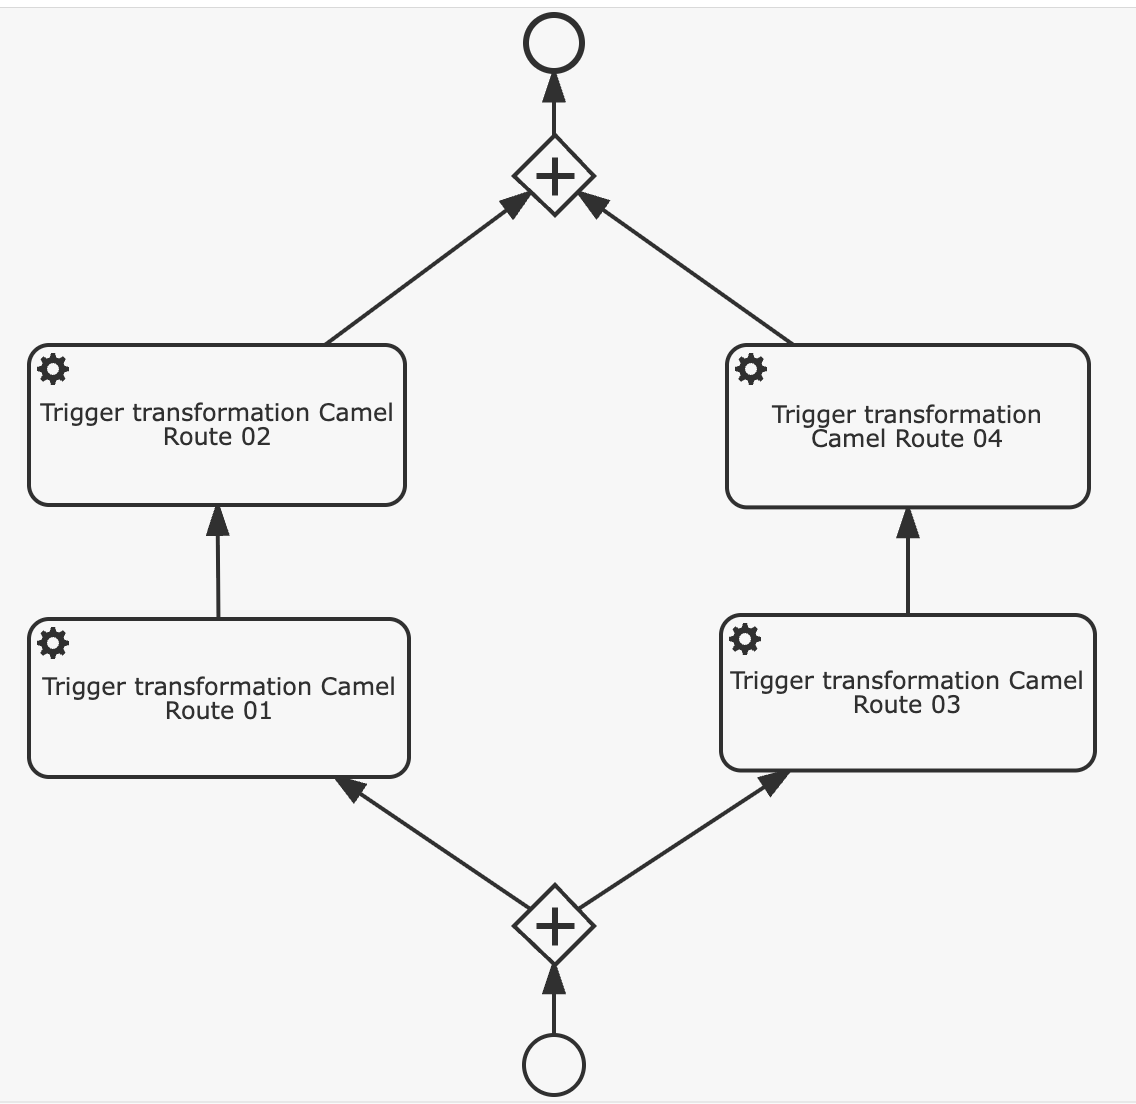 Trigger transformation Camel
Route 02
Trigger transformation
Camel Route 04
Trigger transformation Camel
Route 01
Trigger transformation Camel
Route 03